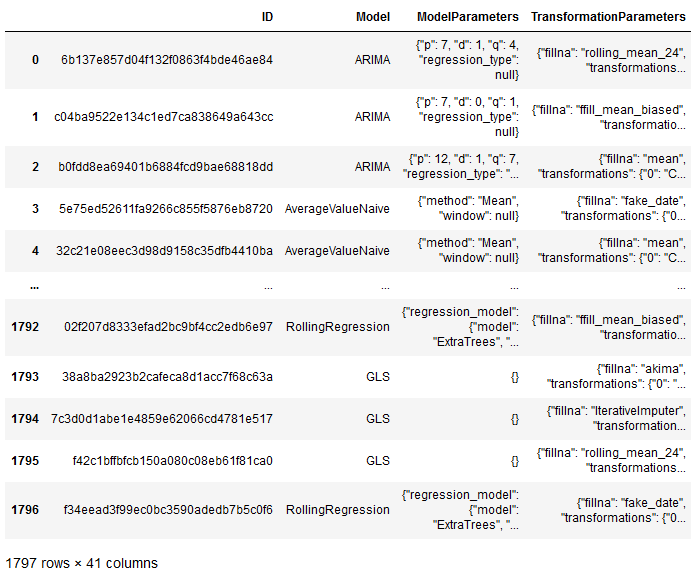 ID Model ModelParameters TransformationParameters
0 6b137e857d04f132f0863f4bde46ae84 ARIMA {"p": 7, "d": 1, "q": 4, "regression_type": null} {"fillna": "rolling_mean_24", "transformations...
1 c04ba9522e134c1ed7ca838649a643cc ARIMA {"p": 7, "d": 0, "q": 1, "regression_type": null} {"fillna": "ffill_mean_biased", "transformatio...
2 b0fdd8ea69401b6884fcd9bae68818dd ARIMA {"p": 12, "d": 1, "q": 7, "regression_type": "... {"fillna": "mean", "transformations": {"0": "C...
3 5e75ed52611fa9266c855f5876eb8720 AverageValueNaive {"method": "Mean", "window": null} {"fillna": "fake_date", "transformations": {"0...
4 32c21e08eec3d98d9158c35dfb4410ba AverageValueNaive {"method": "Mean", "window": null} {"fillna": "mean", "transformations": {"0": "C...
... ... ... ... ...
1792 02f207d8333efad2bc9bf4cc2edb6e97 RollingRegression {"regression_model": {"model": "ExtraTrees", "... {"fillna": "ffill_mean_biased", "transformatio...
1793 38a8ba2923b2cafeca8d1acc7f68c63a GLS {} {"fillna": "akima", "transformations": {"0": "...
1794 7c3d0d1abe1e4859e62066cd4781e517 GLS {} {"fillna": "IterativeImputer", "transformation...
1795 f42c1bffbfcb150a080c08eb61f81ca0 GLS {} {"fillna": "rolling_mean_24", "transformations...
1796 f34eead3f99ec0bc3590adedb7b5c0f6 RollingRegression {"regression_model": {"model": "ExtraTrees", "... {"fillna": "fake_date", "transformations": {"0...
1797 rows × 41 columns